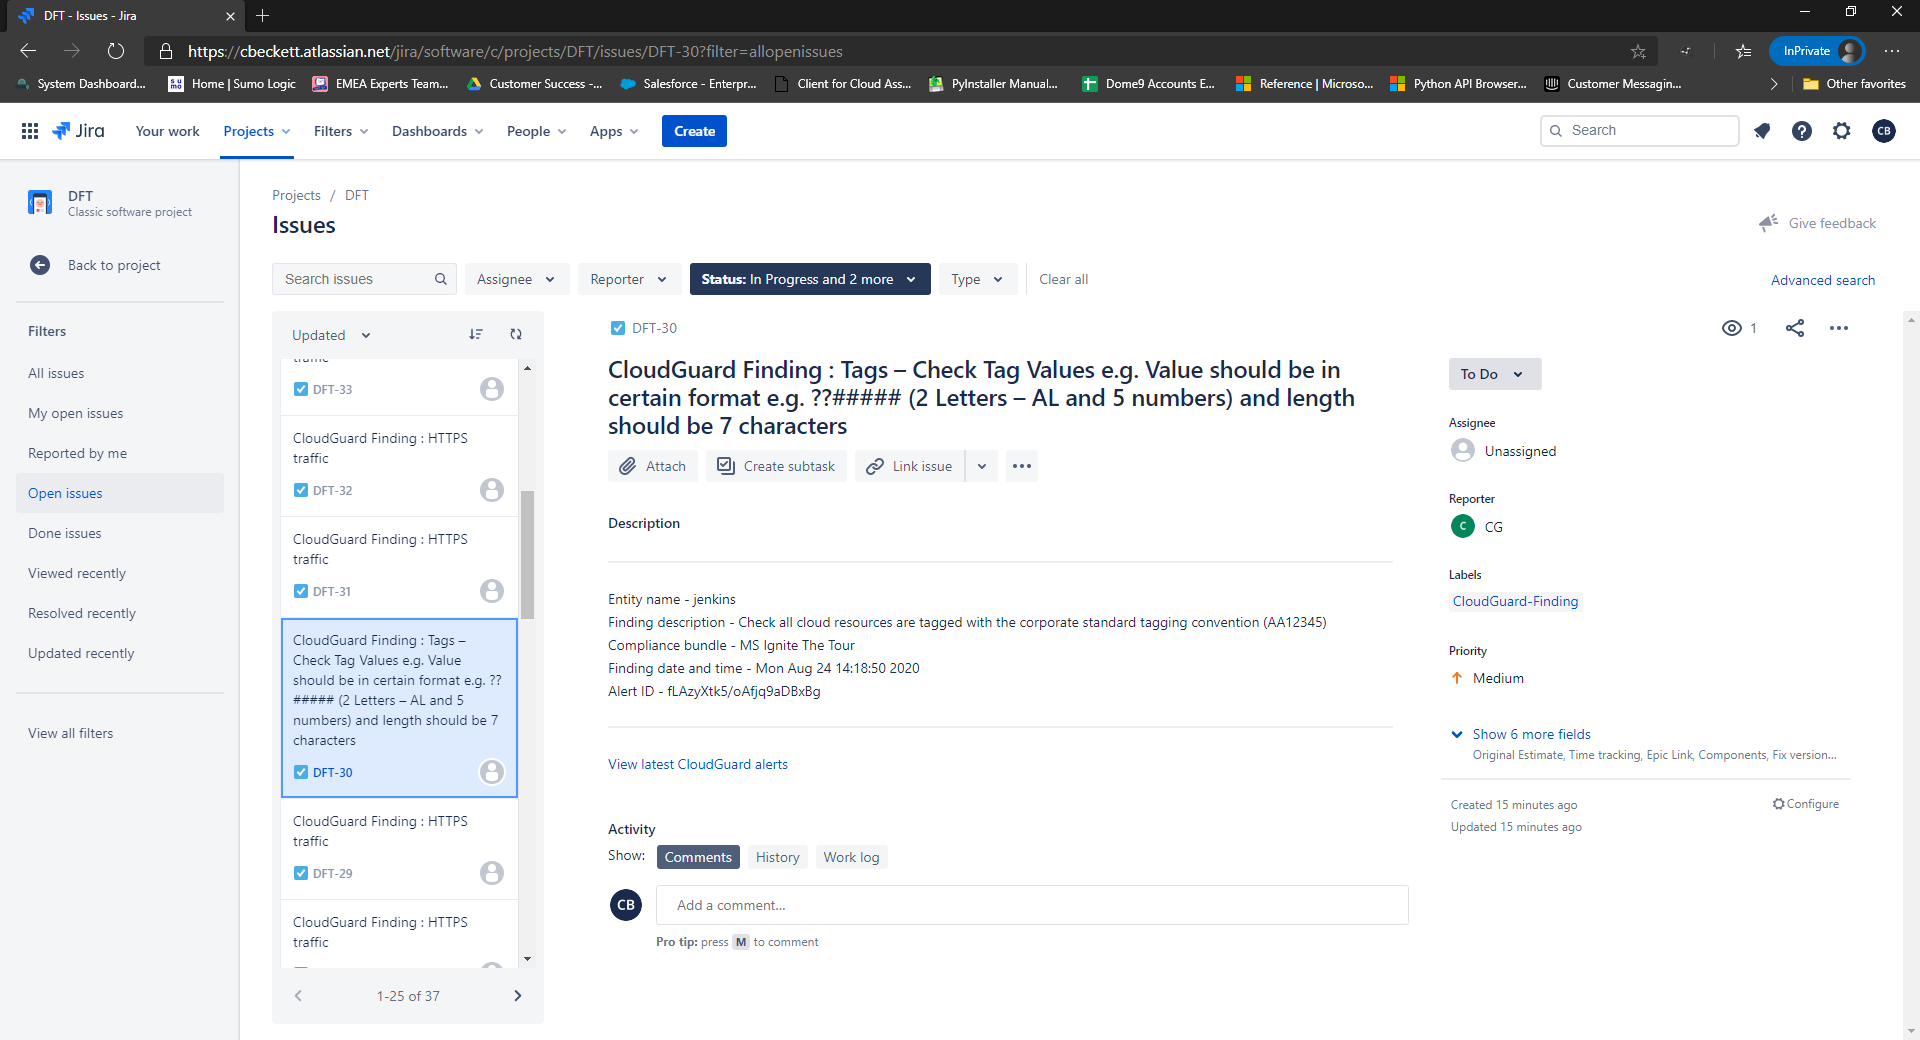 DFT - Issues - Jira
https://cbeckett.atlassian.net/jira/software/c/projects/DFT/issues/DFT-30?filter=allopenissues
InPrivate
System Dashboard...
Home | Sumo Logic
EMEA Experts Team...
Customer Success -...
Salesforce - Enterpr...
Client for Cloud Ass...
PyInstaller Manual...
Dome9 Accounts E...
Reference | Microso...
Python API Browser...
Customer Messagin...
Other favorites
Jira
Your work
Projects
Filters
Dashboards
People
Apps
Create
Search
CB
DFT
Classic software project
Back to project
Filters
All issues
My open issues
Reported by me
Open issues
Done issues
Viewed recently
Resolved recently
Updated recently
View all filters
Projects / DFT
Issues
Give feedback
Search issues
Assignee
Reporter
Status: In Progress and 2 more
Type
Clear all
Advanced search
Updated
traffic
DFT-33
CloudGuard Finding : HTTPS
traffic
DFT-32
CloudGuard Finding : HTTPS
traffic
DFT-31
CloudGuard Finding : Tags –
Check Tag Values e.g. Value
should be in certain format e.g. ??
##### (2 Letters – AL and 5
numbers) and length should be 7
characters
DFT-30
CloudGuard Finding : HTTPS
traffic
DFT-29
CloudGuard Finding : HTTPS
traffic
1-25 of 37
DFT-30
1
CloudGuard Finding : Tags – Check Tag Values e.g. Value should be in
certain format e.g. ??##### (2 Letters – AL and 5 numbers) and length
should be 7 characters
Attach
Create subtask
Link issue
Description
Entity name - jenkins
Finding description - Check all cloud resources are tagged with the corporate standard tagging convention (AA12345)
Compliance bundle - MS Ignite The Tour
Finding date and time - Mon Aug 24 14:18:50 2020
Alert ID - fLAzyXtk5/oAfjq9aDBxBg
View latest CloudGuard alerts
Activity
Show:
Comments
History
Work log
CB
Add a comment...
Pro tip: press M to comment
To Do
Assignee
Unassigned
Reporter
C
CG
Labels
CloudGuard-Finding
Priority
Medium
Show 6 more fields
Original Estimate, Time tracking, Epic Link, Components, Fix version...
Created 15 minutes ago
Configure
Updated 15 minutes ago